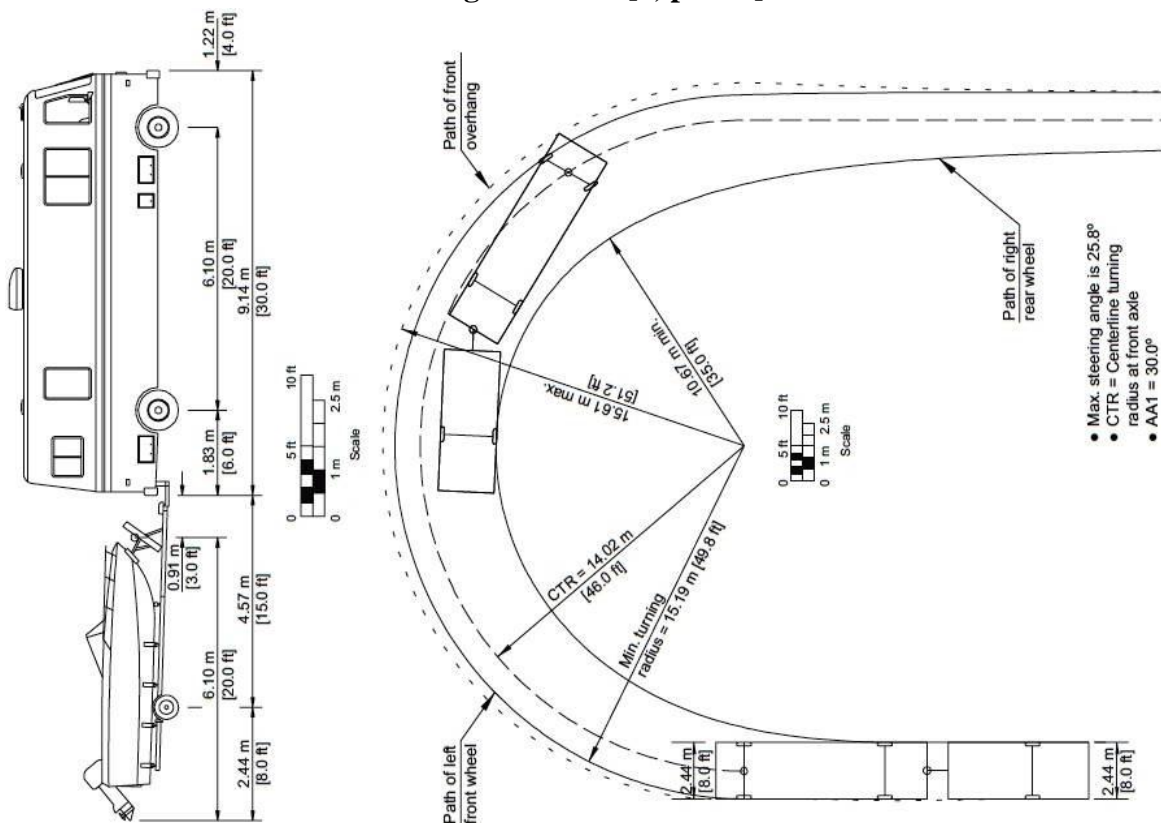 1.22 m
[4.0 ft]
6.10 m
[20.0 ft]
9.14 m
[30.0 ft]
1.83 m
[6.0 ft]
0.91 m
[3.0 ft]
4.57 m
[15.0 ft]
6.10 m
[20.0 ft]
2.44 m
[8.0 ft]
0
5 ft
10 ft
0
1 m
2.5 m
Scale
Path of front
overhang
15.61 m max.
[51.2 ft]
10.67 m min.
[35.0 ft]
CTR = 14.02 m
[46.0 ft]
Min. turning
radius = 15.19 m [49.8 ft]
Path of left
front wheel
0
5 ft
10 ft
0
1 m
2.5 m
Scale
Path of right
rear wheel
• Max. steering angle is 25.8º
• CTR = Centerline turning
radius at front axle
• AA1 = 30.0º
2.44 m
[8.0 ft]
2.44 m
[8.0 ft]